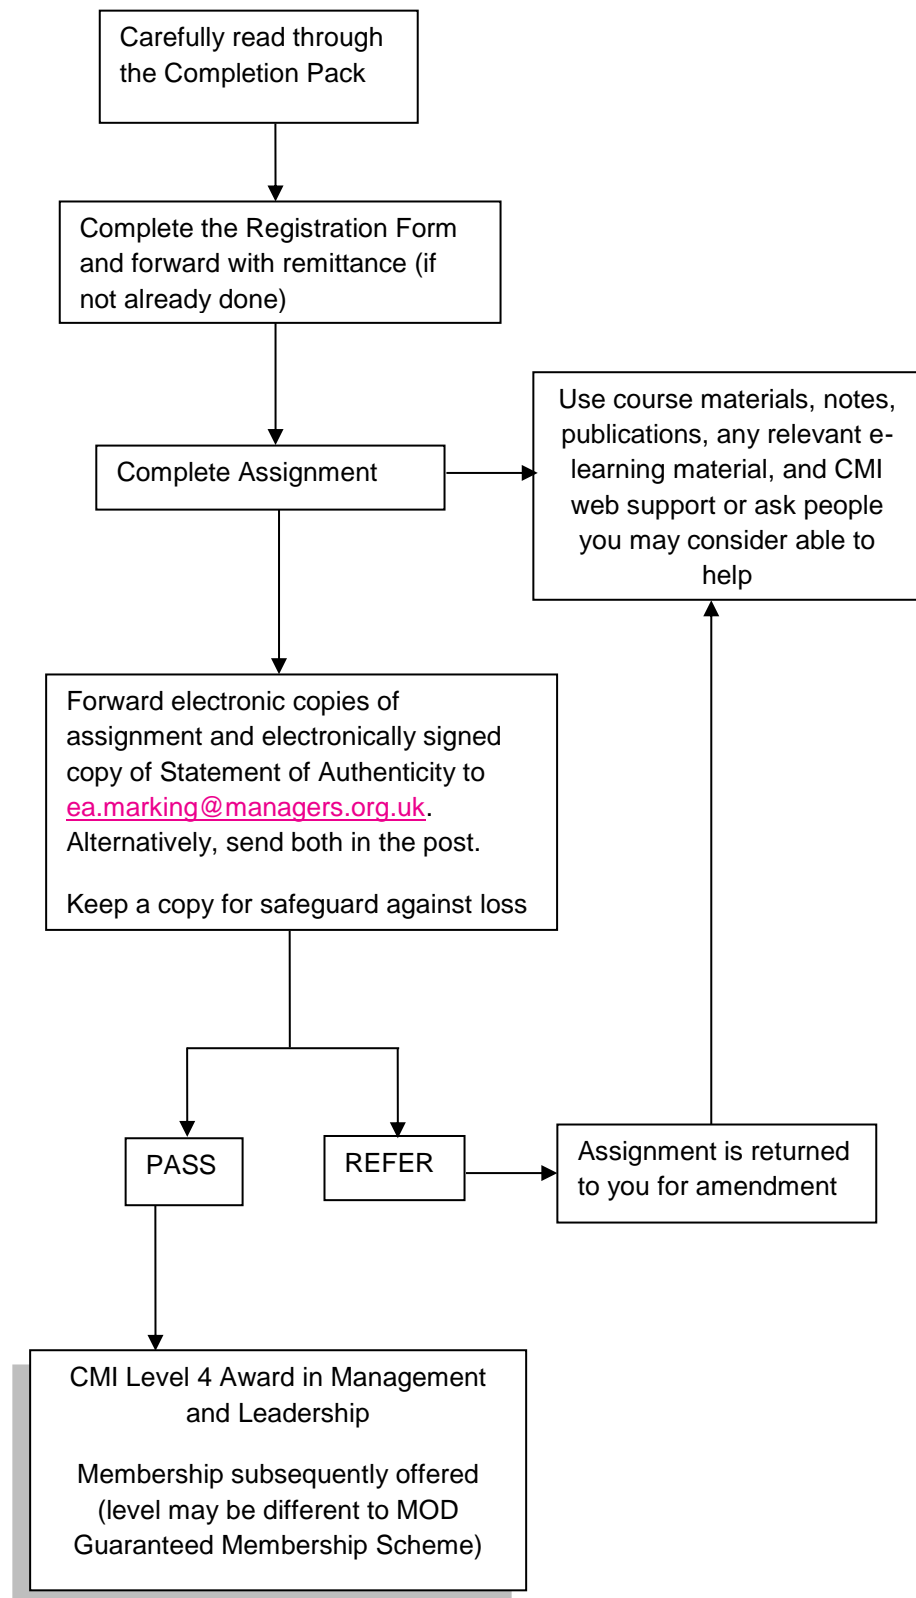 Carefully read through
the Completion Pack
Complete the Registration Form
and forward with remittance (if
not already done)
Complete Assignment
Use course materials, notes,
publications, any relevant e-
learning material, and CMI
web support or ask people
you may consider able to
help
Forward electronic copies of
assignment and electronically signed
copy of Statement of Authenticity to
ea.marking@managers.org.uk.
Alternatively, send both in the post.
Keep a copy for safeguard against loss
PASS
REFER
Assignment is returned
to you for amendment
CMI Level 4 Award in Management
and Leadership
Membership subsequently offered
(level may be different to MOD
Guaranteed Membership Scheme)